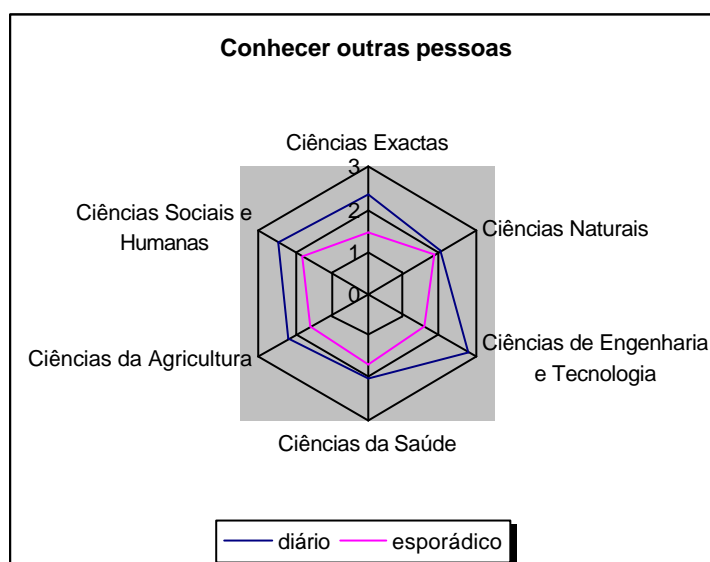 Conhecer outras pessoas
Ciências Exactas
3
Ciências Sociais e
Humanas
2
Ciências Naturais
1
0
Ciências da Agricultura
Ciências de Engenharia
e Tecnologia
Ciências da Saúde
diário
esporádico